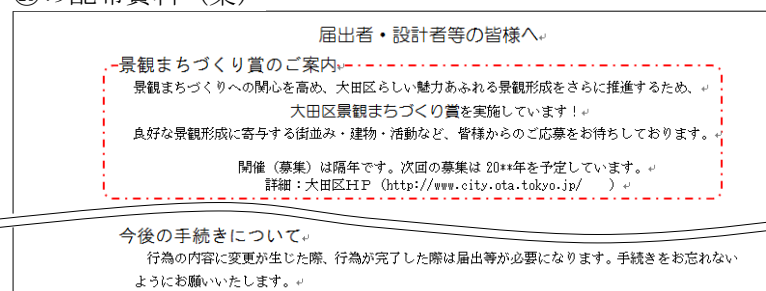 の配布資料（案）
届出者・設計者等の皆様へ
景観まちづくり賞のご案内
景観まちづくりへの関心を高め、大田区らしい魅力あふれる景観形成をさらに推進するため、
大田区景観まちづくり賞を実施しています！
良好な景観形成に寄与する街並み・建物・活動など、皆様からのご応募をお待ちしております。
開催（募集）は隔年です。次回の募集は 20**年を予定しています。
詳細：大田区HP（http://www.city.ota.tokyo.jp/　　）
今後の手続きについて
行為の内容に変更が生じた際、行為が完了した際は届出等が必要になります。手続きをお忘れない
ようにお願いいたします。